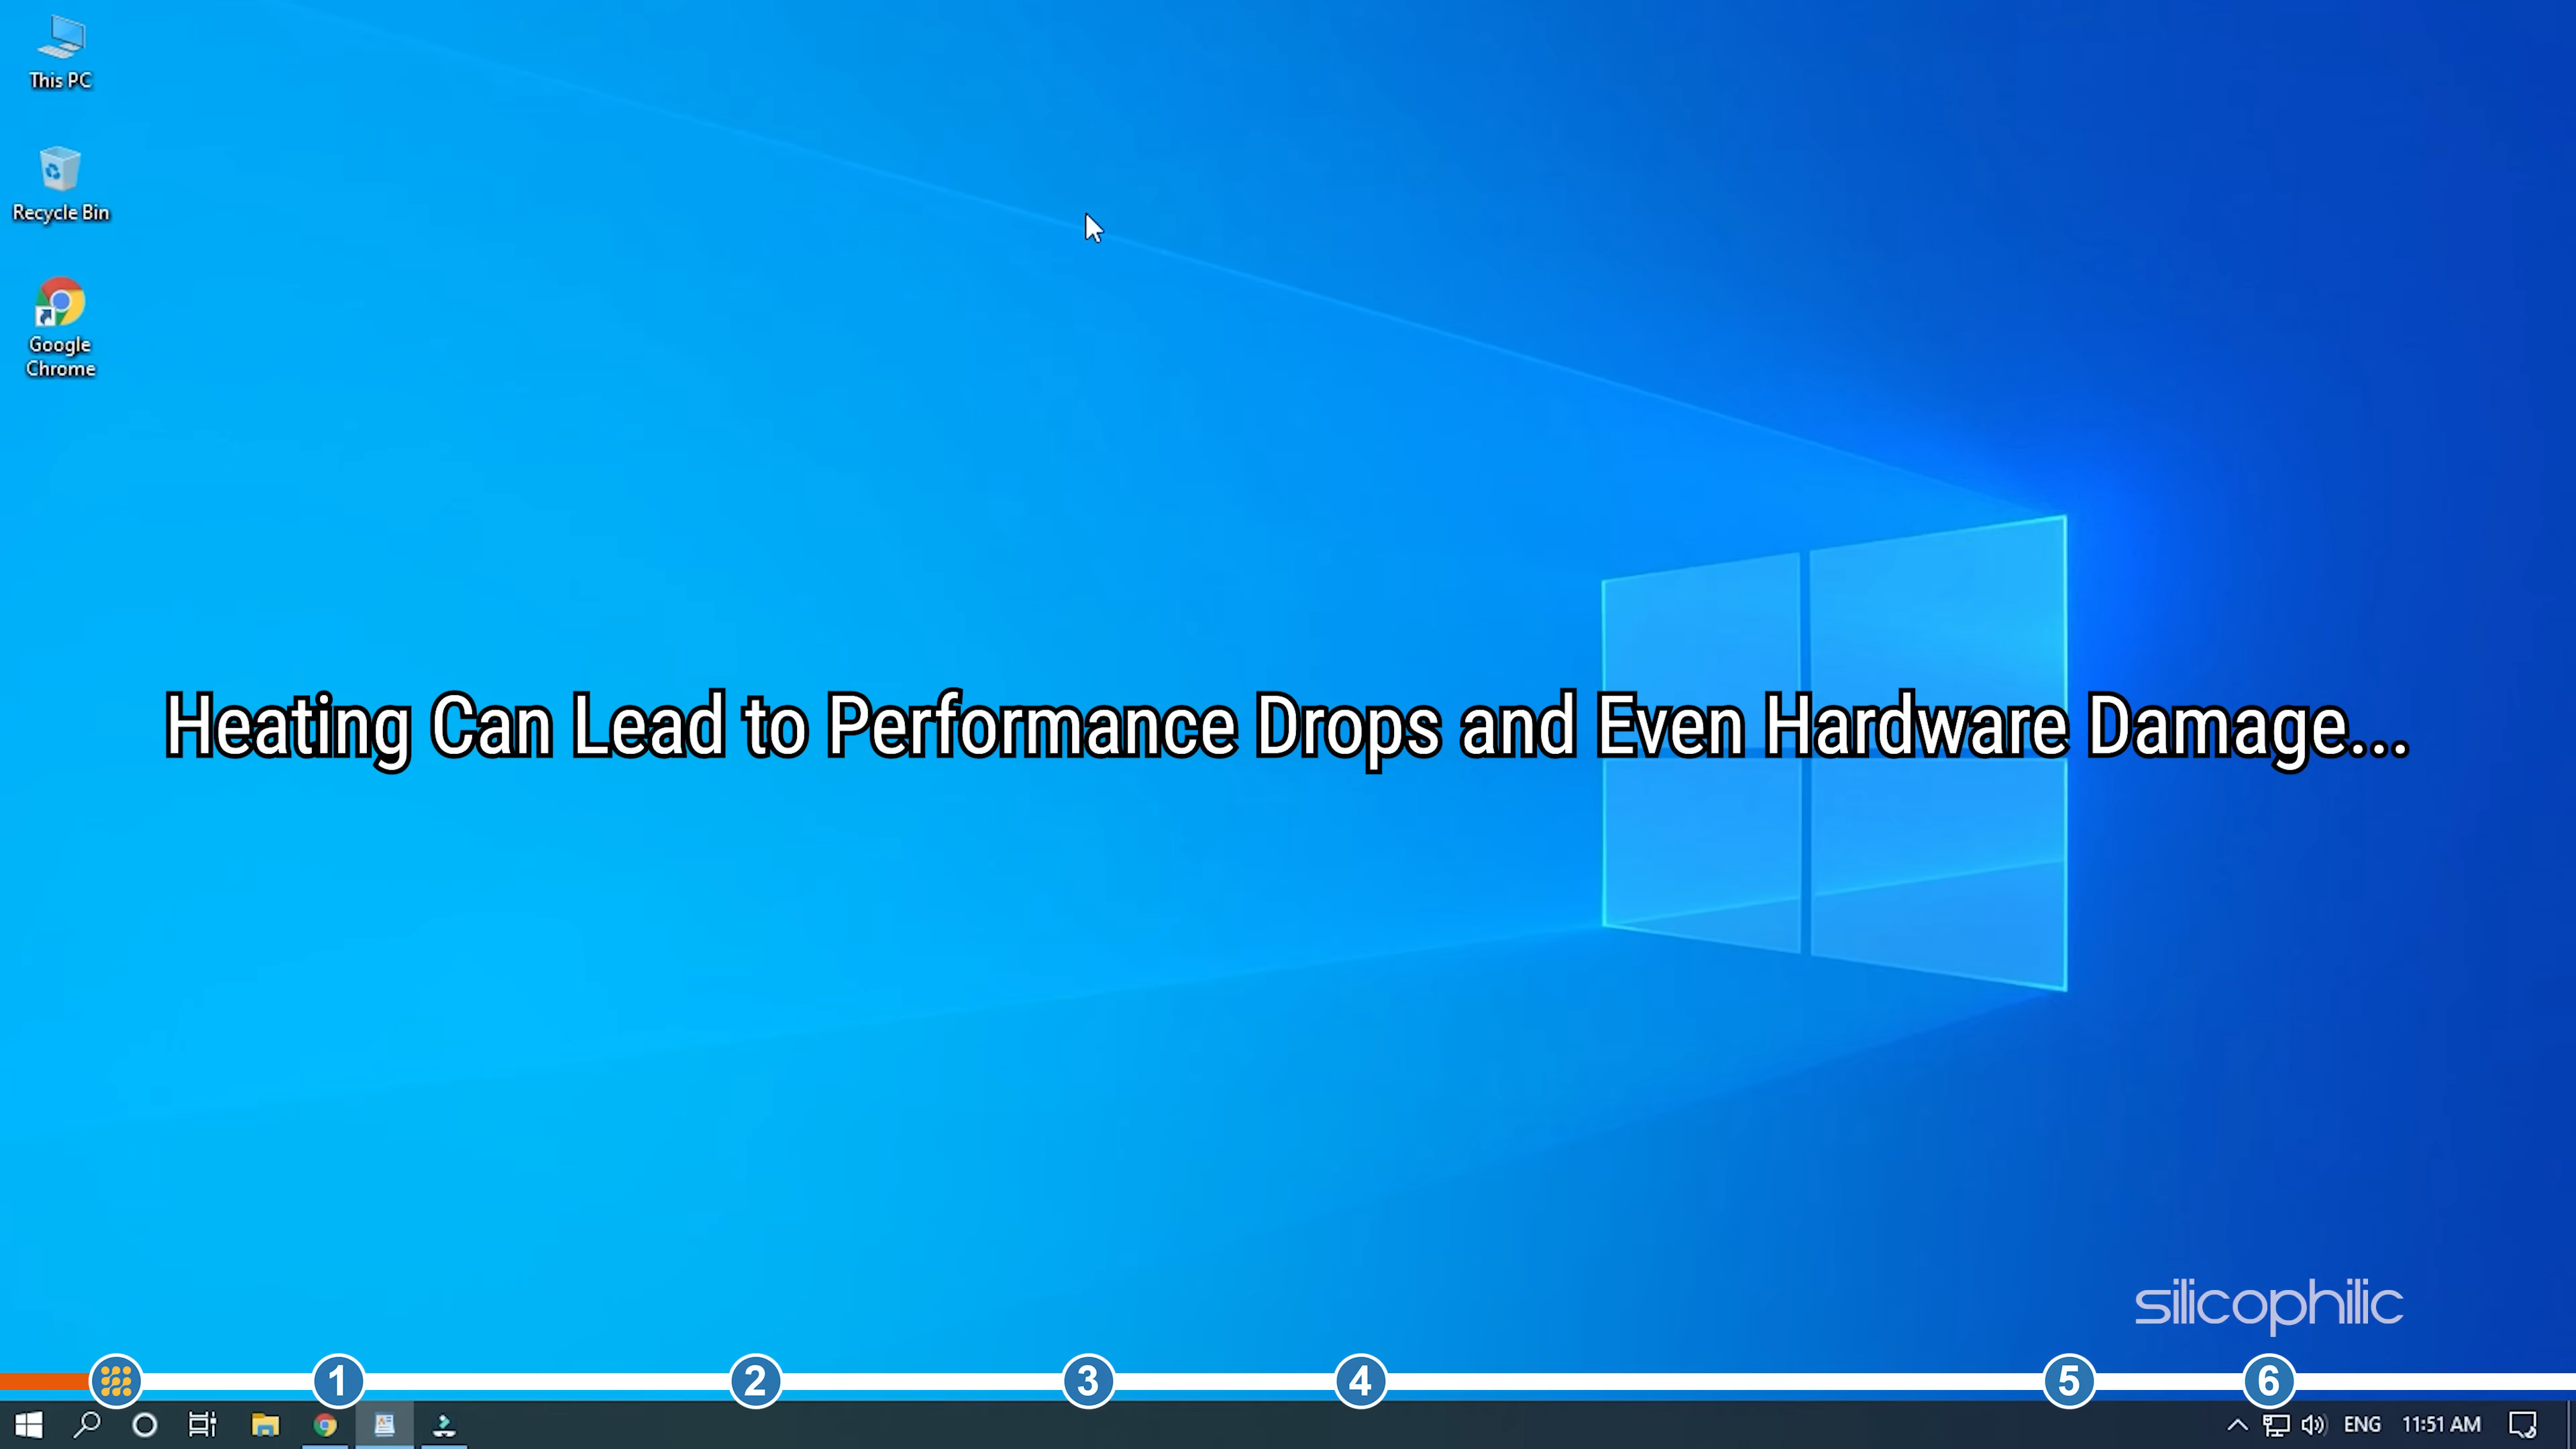 This PC
Recycle Bin
Google
Chrome
Heating Can Lead to Performance Drops and Even Hardware Damage...
silicophilic
1 2 3 4 5 6
ENG 11:51 AM